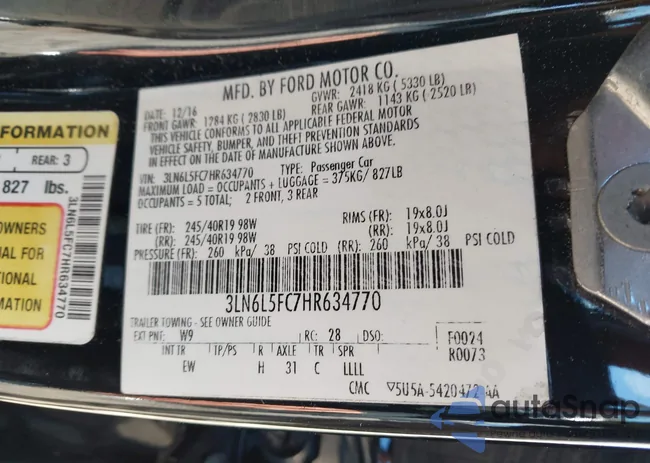 MFD. BY FORD MOTOR CO.
DATE: 12/16 GVWR: 2418 KG ( 5330 LB)
FRONT GAWR: 1284 KG ( 2830 LB) REAR GAWR: 1143 KG ( 2520 LB)
THIS VEHICLE CONFORMS TO ALL APPLICABLE FEDERAL MOTOR
VEHICLE SAFETY, BUMPER, AND THEFT PREVENTION STANDARDS
IN EFFECT ON THE DATE OF MANUFACTURE SHOWN ABOVE.
VIN: 3LN6L5FC7HR634770 TYPE: Passenger Car
MAXIMUM LOAD = OCCUPANTS + LUGGAGE = 375KG/ 827LB
OCCUPANTS = 5 TOTAL; 2 FRONT, 3 REAR
TIRE (FR): 245/40R19 98W RIMS (FR): 19x8.0J
(RR): 245/40R19 98W (RR): 19x8.0J
PRESSURE (FR): 260 kPa/ 38 PSI COLD (RR): 260 kPa/ 38 PSI COLD
3LN6L5FC7HR634770
TRAILER TOWING - SEE OWNER GUIDE
EXT PNT: W9 RC: 28 DSO: F0024
R0073
INT TR TP/PS R AXLE TR SPR
EW H 31 C LLLL
CMC
FORMATION
REAR: 3
827 lbs.
OWNERS
UAL FOR
TIONAL
RMATION
3LN6L5FC7HR634770
autoSnap